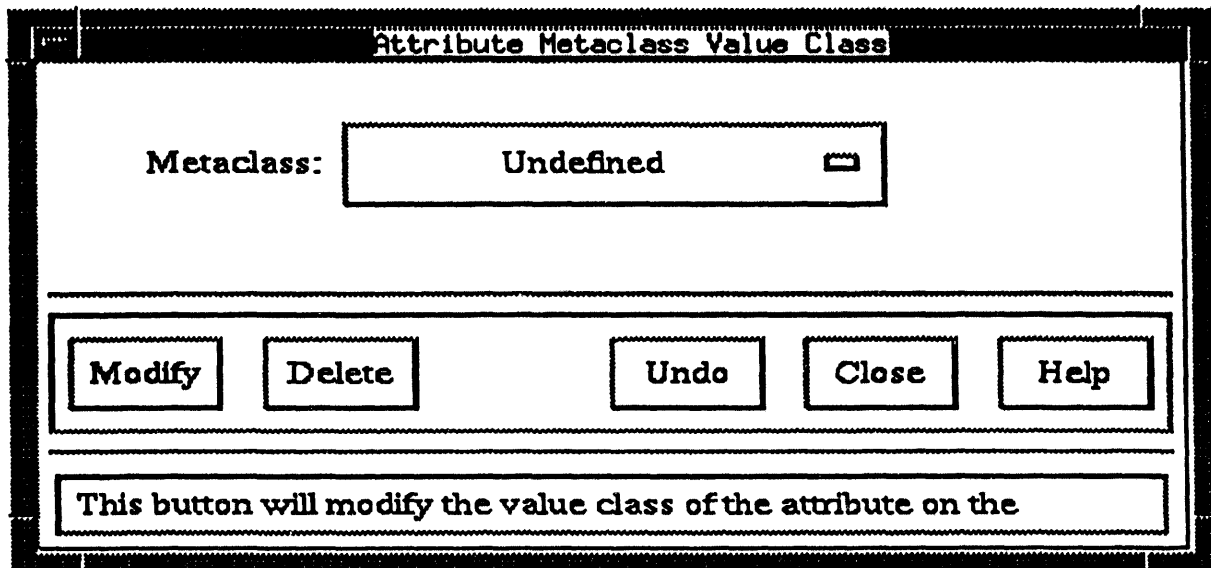 Attribute Metaclass Value Class
Metaclass: Undefined
Modify Delete Undo Close Help
This button will modify the value class of the attribute on the